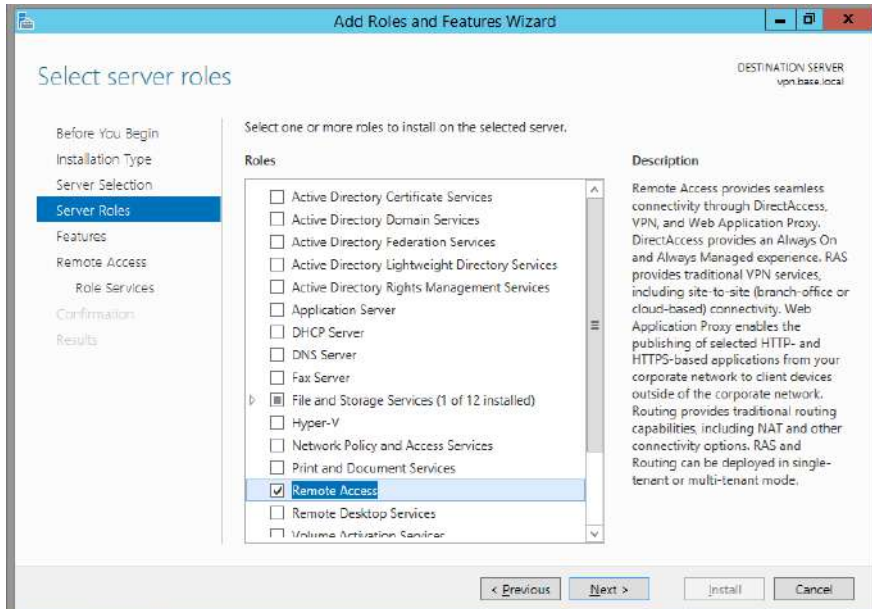 Add Roles and Features Wizard
Select server roles
DESTINATION SERVER
vpn.base.local
Before You Begin
Installation Type
Server Selection
Server Roles
Features
Remote Access
Role Services
Confirmation
Results
Select one or more roles to install on the selected server.
Roles
Active Directory Certificate Services
Active Directory Domain Services
Active Directory Federation Services
Active Directory Lightweight Directory Services
Active Directory Rights Management Services
Application Server
DHCP Server
DNS Server
Fax Server
File and Storage Services (1 of 12 installed)
Hyper-V
Network Policy and Access Services
Print and Document Services
Remote Access
Remote Desktop Services
Volume Activation Services
Description
Remote Access provides seamless
connectivity through DirectAccess,
VPN, and Web Application Proxy.
DirectAccess provides an Always On
and Always Managed experience. RAS
provides traditional VPN services,
including site-to-site (branch-office or
cloud-based) connectivity. Web
Application Proxy enables the
publishing of selected HTTP- and
HTTPS-based applications from your
corporate network to client devices
outside of the corporate network.
Routing provides traditional routing
capabilities, including NAT and other
connectivity options. RAS and
Routing can be deployed in single-
tenant or multi-tenant mode.
< Previous
Next >
Install
Cancel